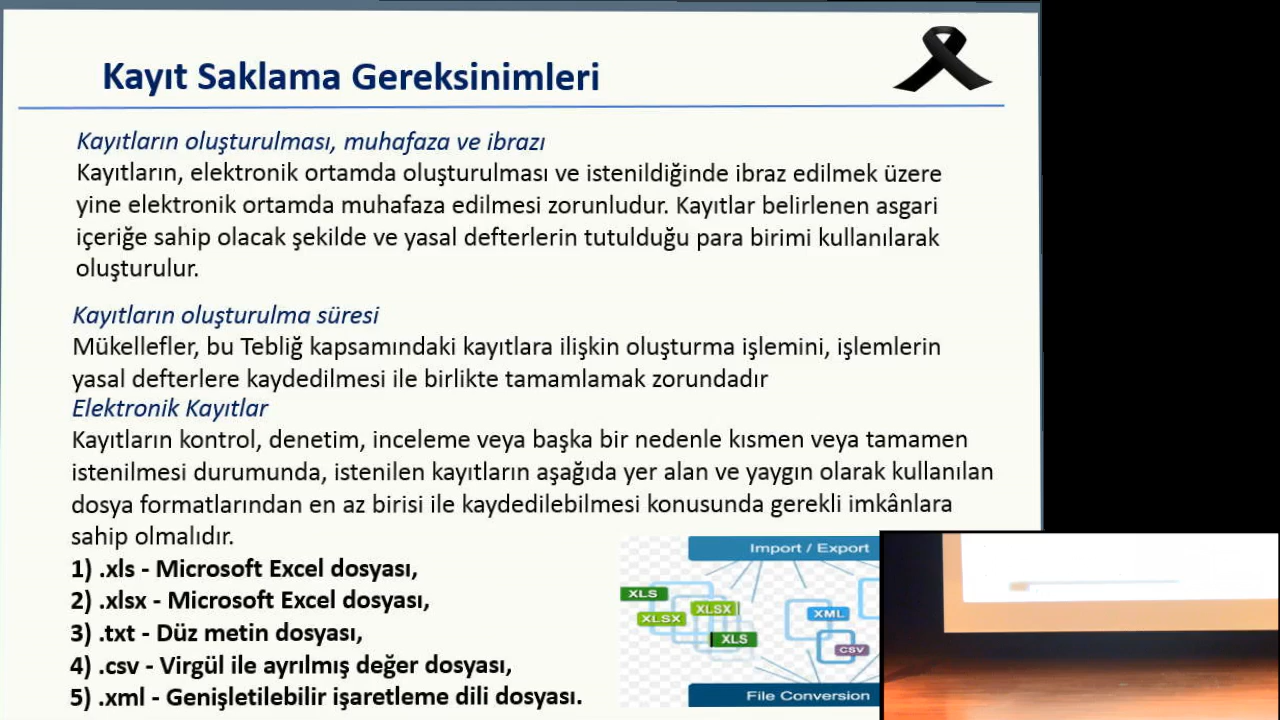 Kayıt Saklama Gereksinimleri
Kayıtların oluşturulması, muhafaza ve ibrazı
Kayıtların, elektronik ortamda oluşturulması ve istenildiğinde ibraz edilmek üzere
yine elektronik ortamda muhafaza edilmesi zorunludur. Kayıtlar belirlenen asgari
içeriğe sahip olacak şekilde ve yasal defterlerin tutulduğu para birimi kullanılarak
oluşturulur.
Kayıtların oluşturulma süresi
Mükellefler, bu Tebliğ kapsamındaki kayıtlara ilişkin oluşturma işlemini, işlemlerin
yasal defterlere kaydedilmesi ile birlikte tamamlamak zorundadır
Elektronik Kayıtlar
Kayıtların kontrol, denetim, inceleme veya başka bir nedenle kısmen veya tamamen
istenilmesi durumunda, istenilen kayıtların aşağıda yer alan ve yaygın olarak kullanılan
dosya formatlarından en az birisi ile kaydedilebilmesi konusunda gerekli imkânlara
sahip olmalıdır.
1) .xls - Microsoft Excel dosyası,
2) .xlsx - Microsoft Excel dosyası,
3) .txt - Düz metin dosyası,
4) .csv - Virgül ile ayrılmış değer dosyası,
5) .xml - Genişletilebilir işaretleme dili dosyası.
Import / Export
XLS
XLSX
XLSX
XML
XLS
CSV
File Conversion